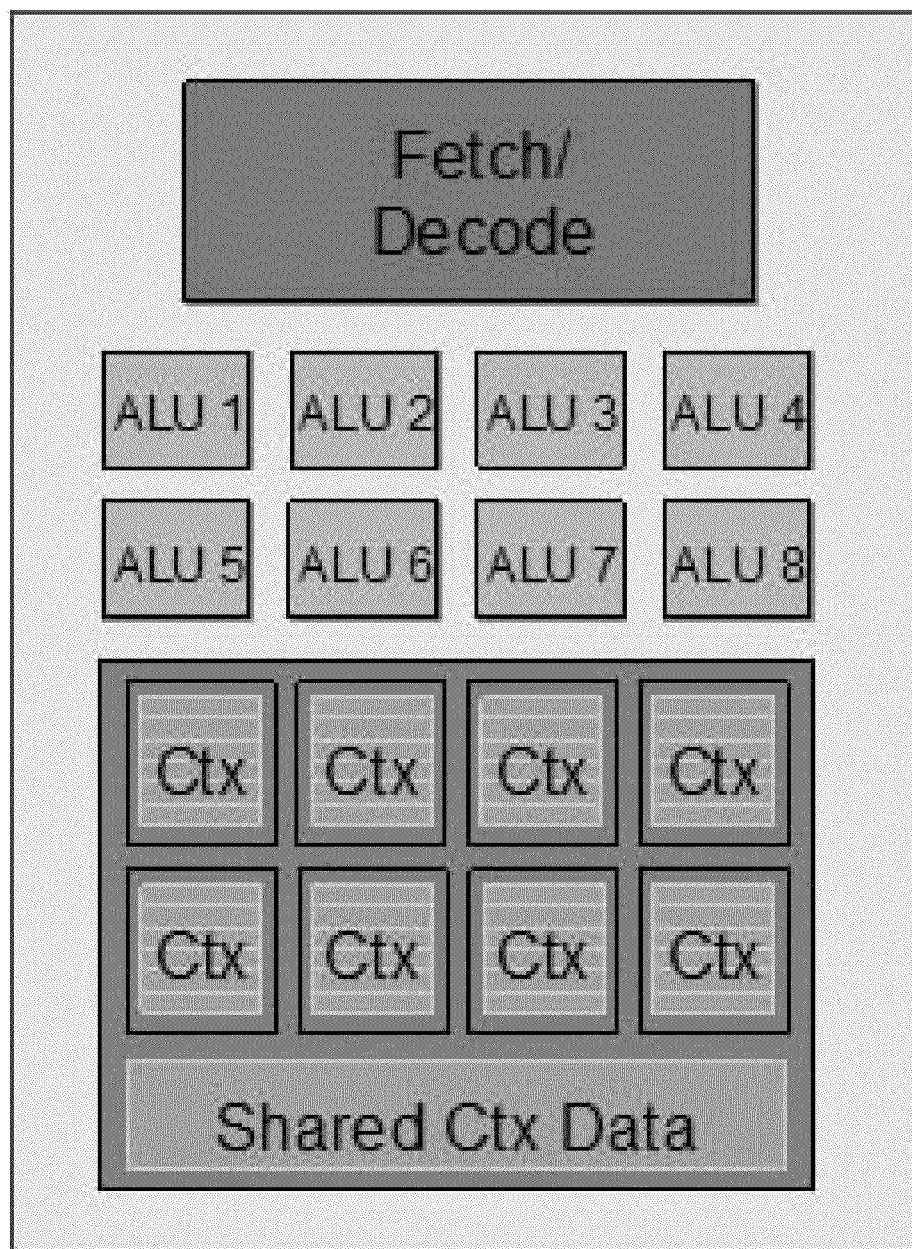 Fetch/
Decode
ALU 1 ALU 2 ALU 3 ALU 4
ALU 5 ALU 6 ALU 7 ALU 8
Ctx Ctx Ctx Ctx
Ctx Ctx Ctx Ctx
Shared Ctx Data